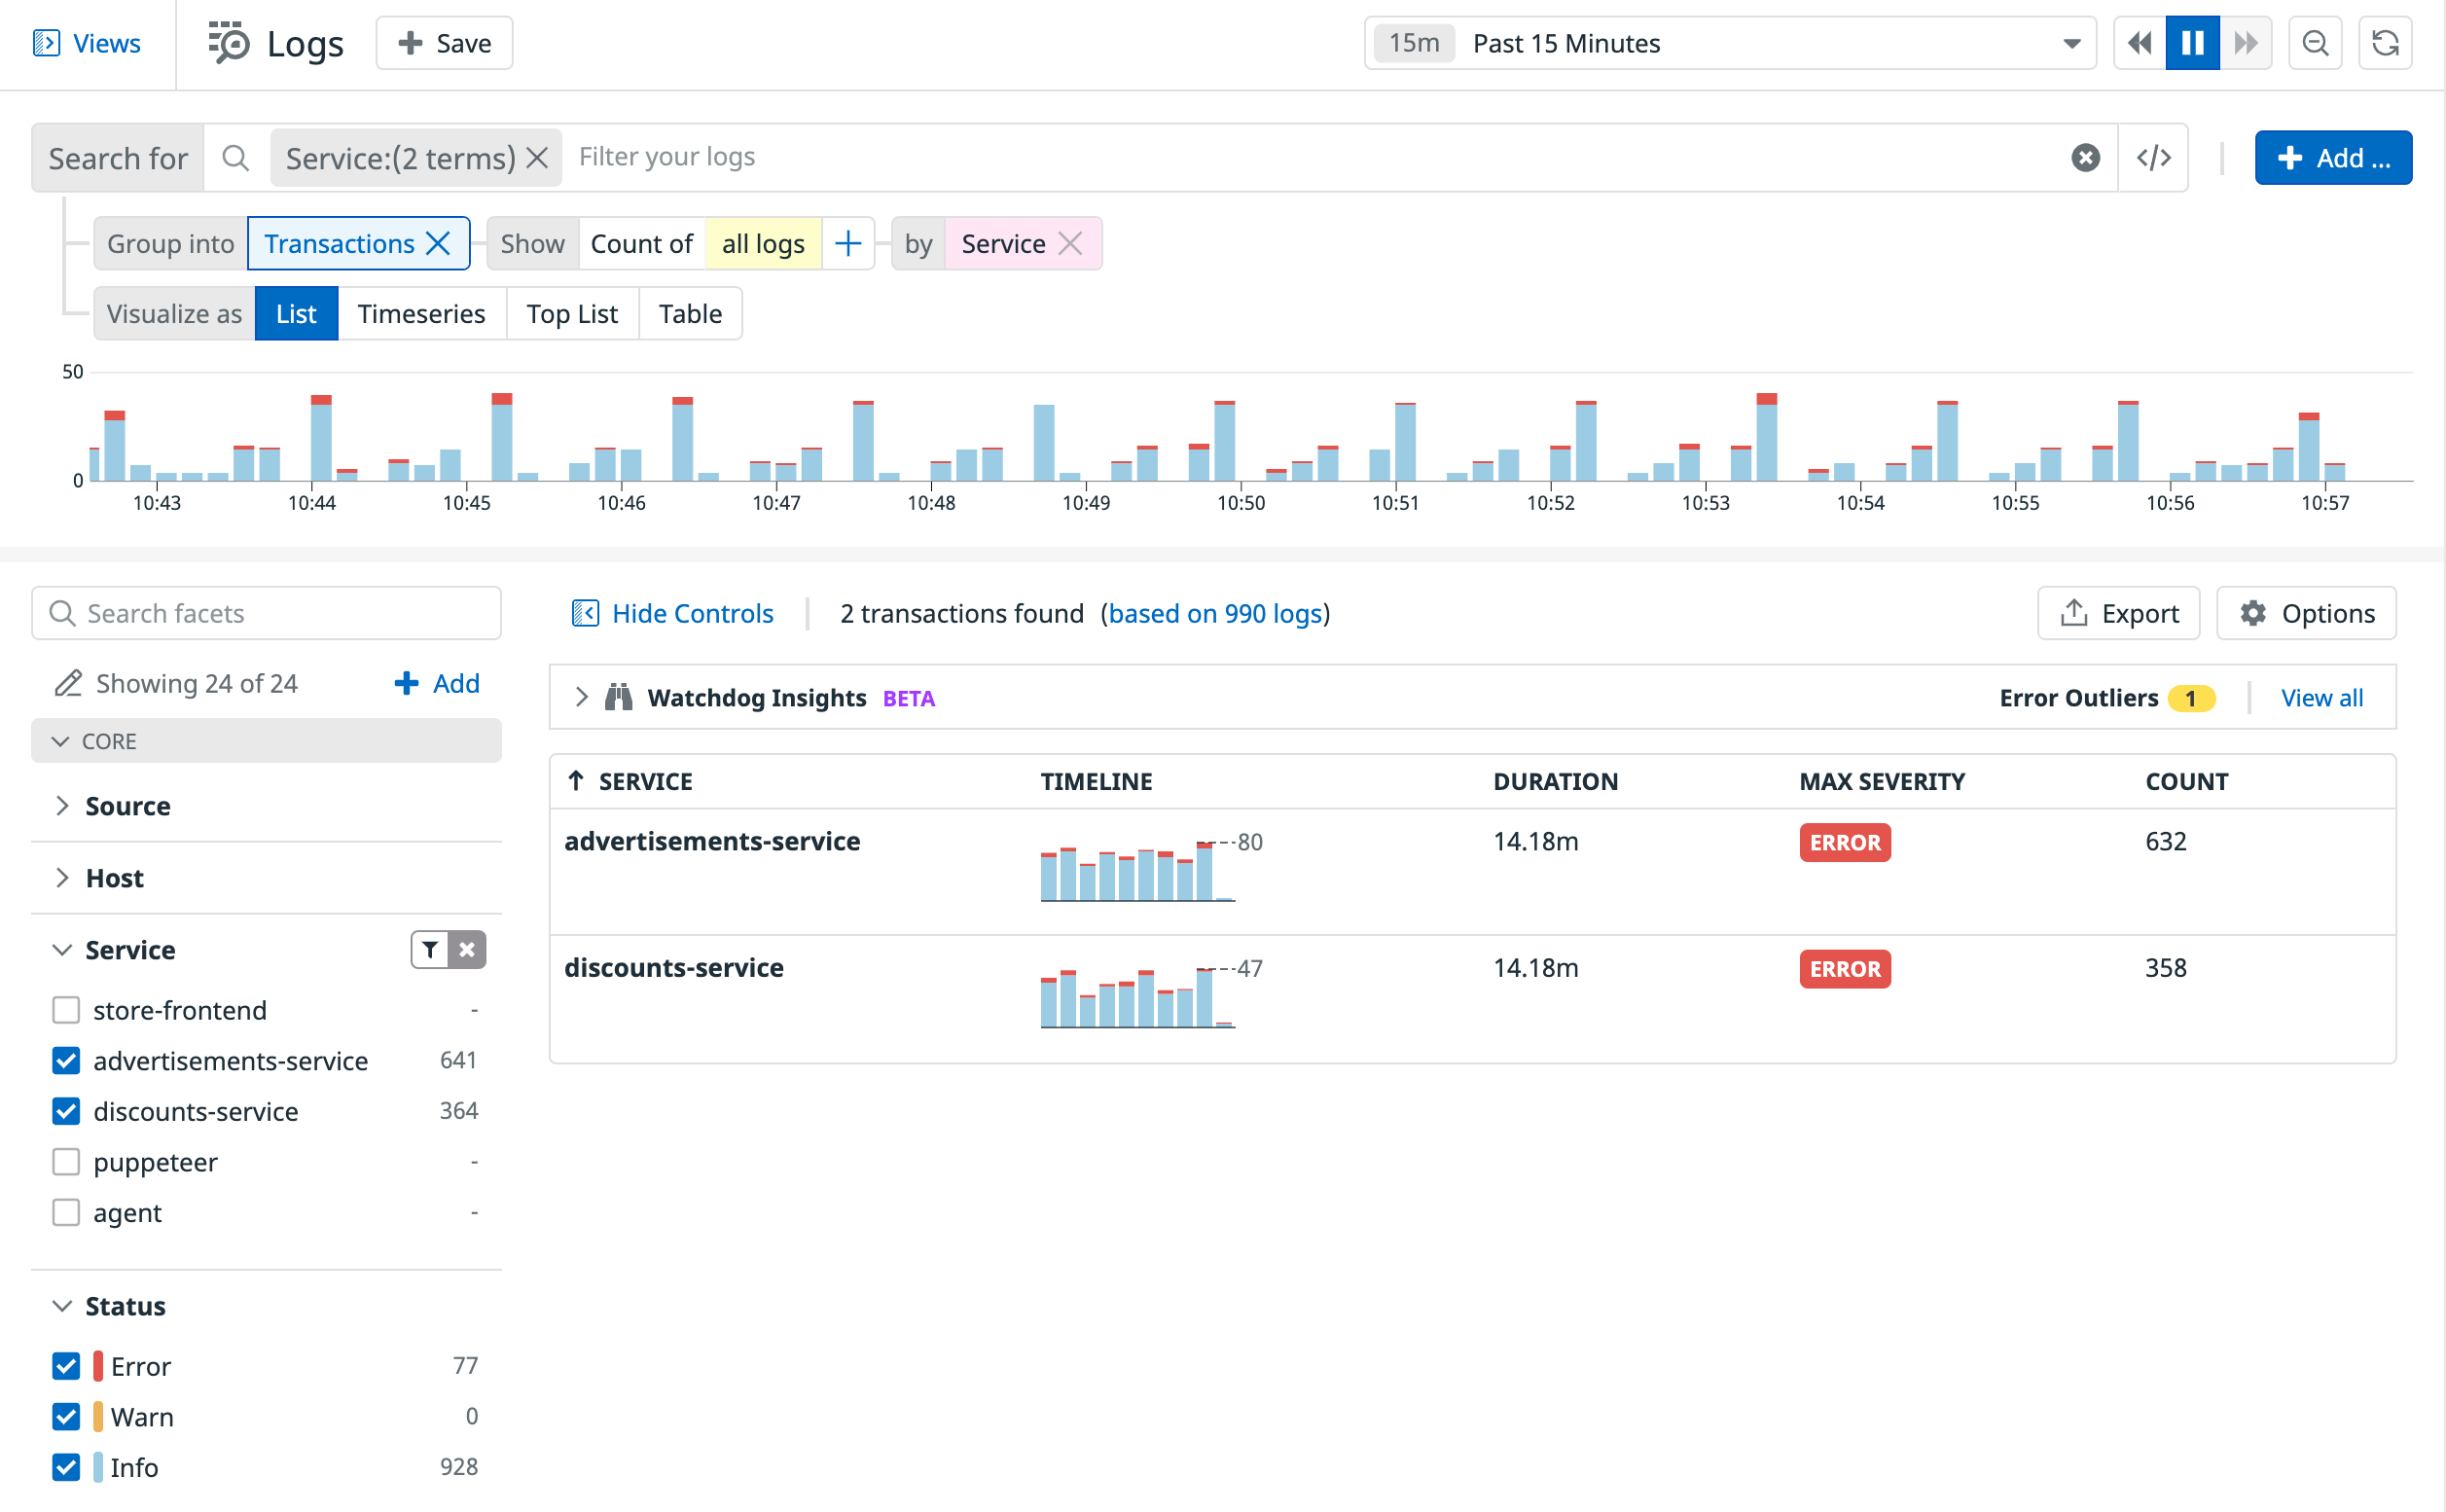 Views Logs + Save 15m Past 15 Minutes
Search for Service:(2 terms) Filter your logs </> + Add ...
Group into Transactions Show Count of all logs + by Service
Visualize as List Timeseries Top List Table
50
0
10:43 10:44 10:45 10:46 10:47 10:48 10:49 10:50 10:51 10:52 10:53 10:54 10:55 10:56 10:57
Search facets
Showing 24 of 24 + Add
CORE
Source
Host
Service
store-frontend -
advertisements-service 641
discounts-service 364
puppeteer -
agent -
Status
Error 77
Warn 0
Info 928
Hide Controls 2 transactions found (based on 990 logs) Export Options
Watchdog Insights BETA Error Outliers 1 View all
SERVICE TIMELINE DURATION MAX SEVERITY COUNT
advertisements-service 80 14.18m ERROR 632
discounts-service 47 14.18m ERROR 358